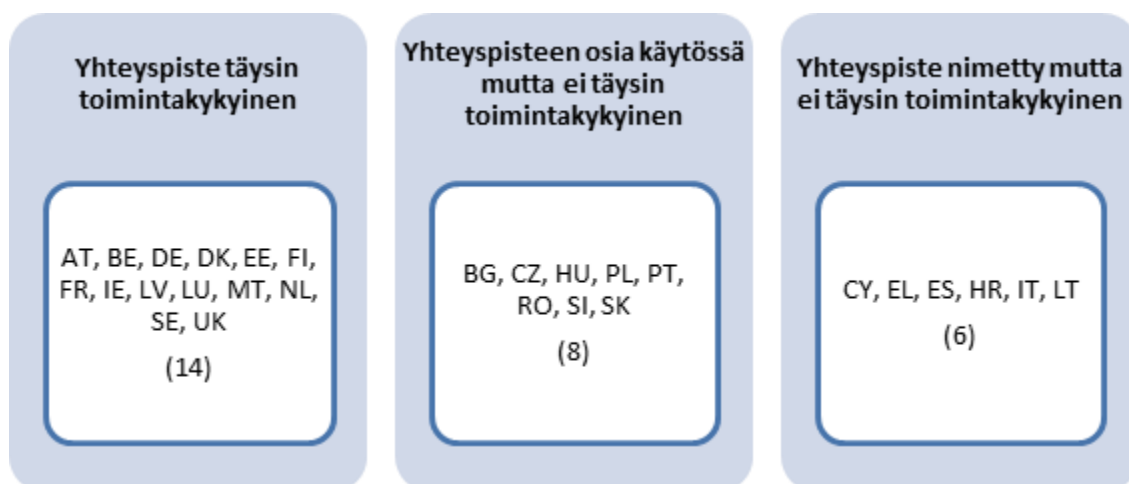 Yhteyspiste täysin
toimintakykyinen
AT, BE, DE, DK, EE, FI,
FR, IE, LV, LU, MT, NL,
SE, UK
(14)
Yhteyspisteen osia käytössä
mutta ei täysin
toimintakykyinen
BG, CZ, HU, PL, PT,
RO, SI, SK
(8)
Yhteyspiste nimetty mutta
ei täysin toimintakykyinen
CY, EL, ES, HR, IT, LT
(6)